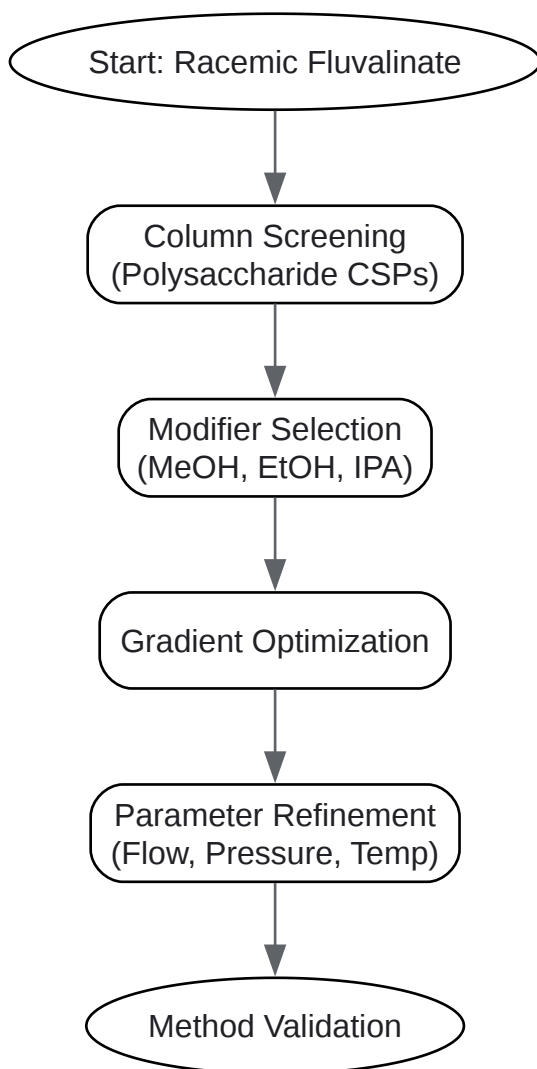 Start: Racemic Fluvalinate
Column Screening
(Polysaccharide CSPs)
Modifier Selection
(MeOH, EtOH, IPA)
Gradient Optimization
Parameter Refinement
(Flow, Pressure, Temp)
Method Validation